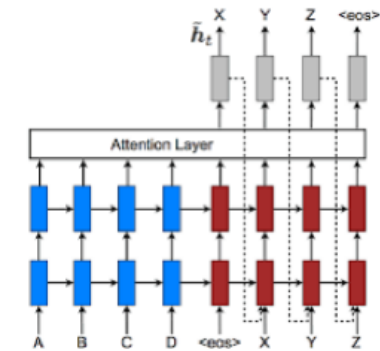 X Y Z <eos>
h̃t
Attention Layer
A B C D <eos> X Y Z